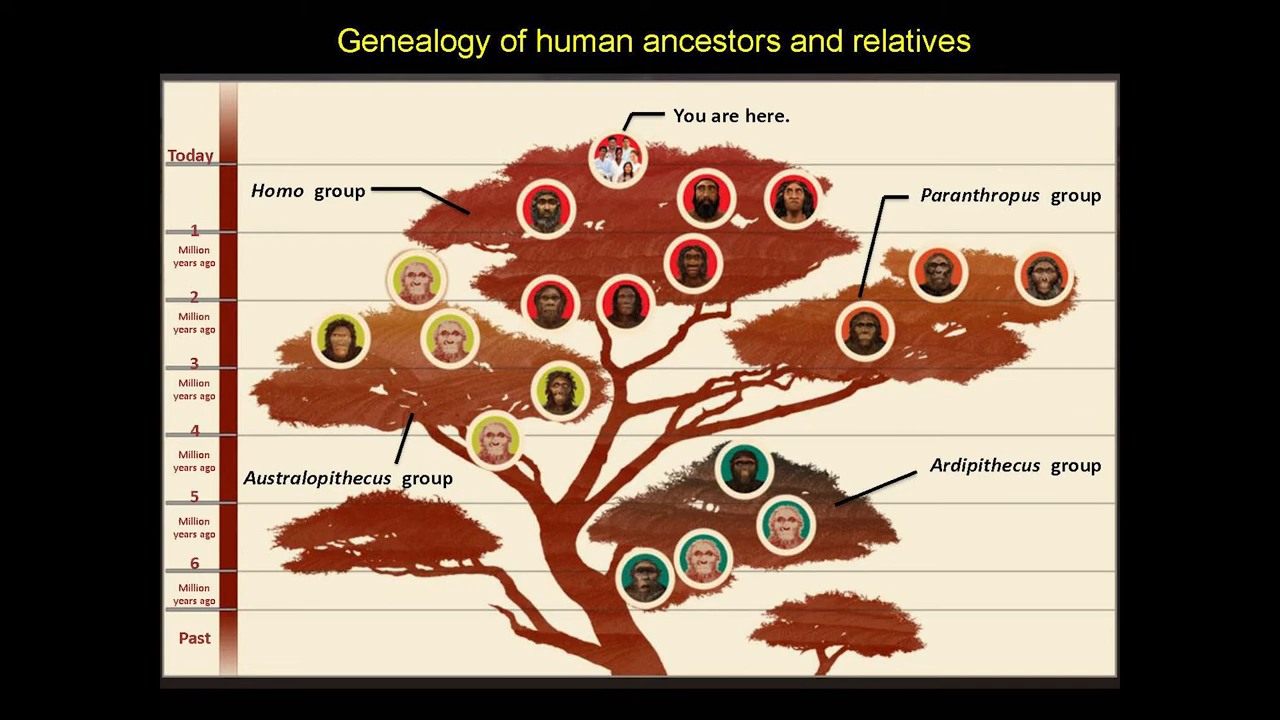 Genealogy of human ancestors and relatives
You are here.
Today
Homo group
Paranthropus group
1
Million
years ago
2
Million
years ago
3
Million
years ago
4
Million
years ago
Ardipithecus group
Australopithecus group
5
Million
years ago
6
Million
years ago
Past